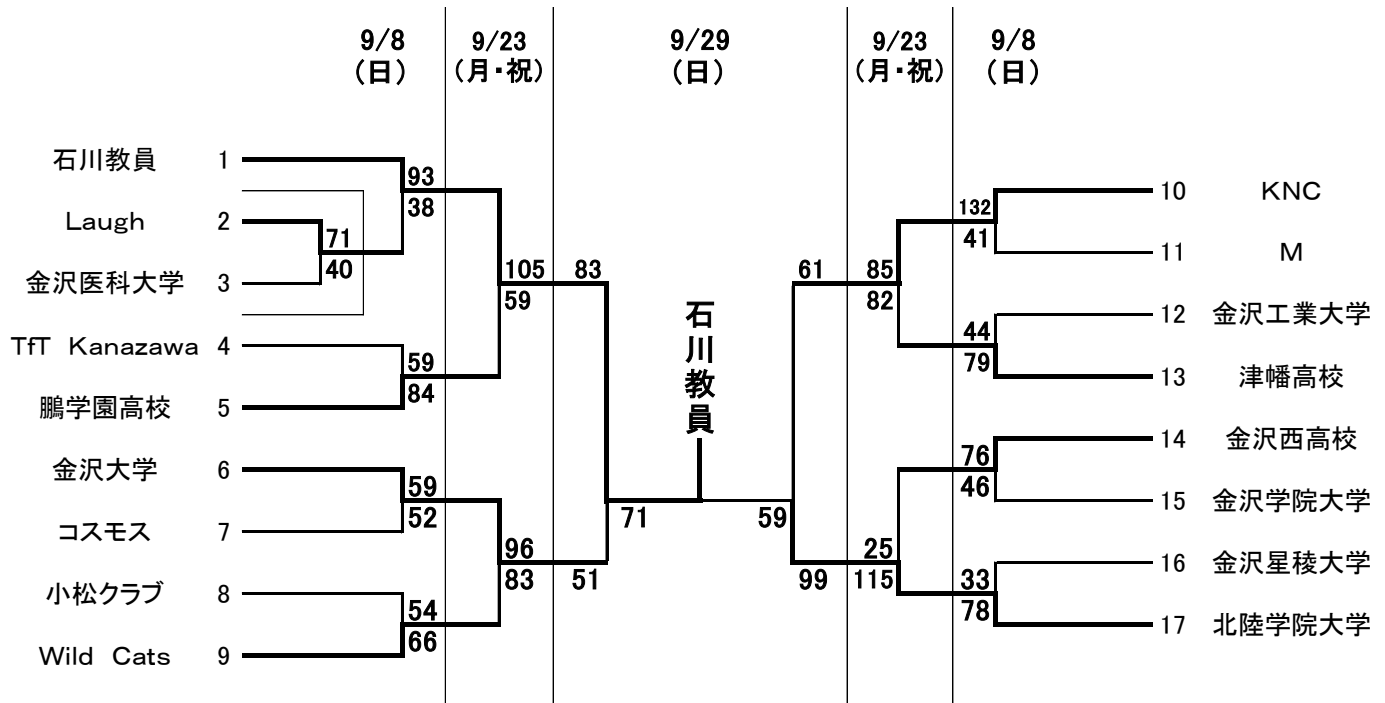 9/8 9/23 9/29 9/23 9/8
(日) (月・祝) (日) (月・祝) (日)
石川教員 1
Laugh 2
金沢医科大学 3
TfT Kanazawa 4
鵬学園高校 5
金沢大学 6
コスモス 7
小松クラブ 8
Wild Cats 9
93
38
71
40
59
84
59
52
54
66
105
59
96
83
83
51
71
石川教員
59
61
99
85
82
25
115
132
41
44
79
76
46
33
78
10 KNC
11 M
12 金沢工業大学
13 津幡高校
14 金沢西高校
15 金沢学院大学
16 金沢星稜大学
17 北陸学院大学